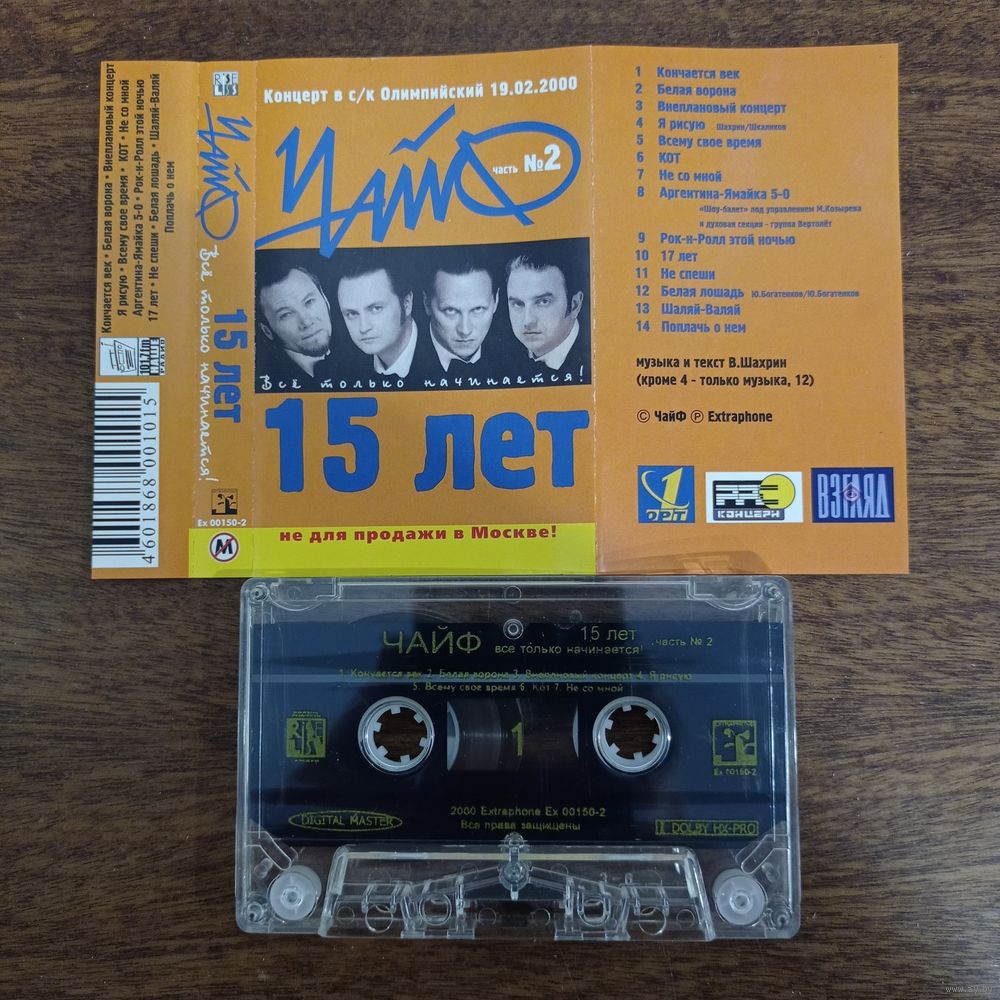 Кончается век • Белая ворона • Внеплановый концерт
Я рисую • Всему свое время • КОТ • Не со мной
Аргентина-Ямайка 5-0 • Рок-н-Ролл этой ночью
17 лет • Не спеши • Белая лошадь • Шаляй-Валяй
Поплачь о нем
101.7fm
НАШЕ
РАДИО
4601868001015
ЧАЙФ
Всё только начинается!
15 лет
Ex 00150-2
М
Концерт в с/к Олимпийский 19.02.2000
ЧАЙФ
часть №2
Всё только начинается!
15 лет
не для продажи в Москве!
1 Кончается век
2 Белая ворона
3 Внеплановый концерт
4 Я рисую Шахрин/Шкаликов
5 Всему свое время
6 КОТ
7 Не со мной
8 Аргентина-Ямайка 5-0
«Шоу-балет» под управлением М.Козырева
и духовая секция - группа Вертолёт
9 Рок-н-Ролл этой ночью
10 17 лет
11 Не спеши
12 Белая лошадь Ю.Богатенков/Ю.Богатенков
13 Шаляй-Валяй
14 Поплачь о нем
музыка и текст В.Шахрин
(кроме 4 - только музыка, 12)
© ЧайФ ℗ Extraphone
1
ОРТ
КОНЦЕРН
ВЗГЛЯД
ЧАЙФ 15 лет
все только начинается! часть № 2
1. Кончается век 2. Белая ворона 3. Внеплановый концерт 4. Я рисую
5. Всему свое время 6. Кот 7. Не со мной
1
Ex 00150-2
DIGITAL MASTER
2000 Extraphone Ex 00150-2
Все права защищены
DOLBY HX-PRO
www.ay.by